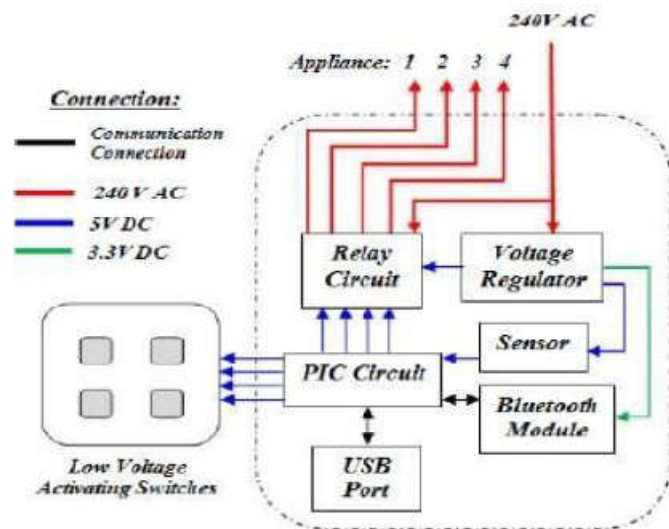 240V AC
Appliance: 1 2 3 4
Connection:
Communication
Connection
240 V AC
5V DC
3.3V DC
Relay
Circuit
Voltage
Regulator
Sensor
PIC Circuit
Bluetooth
Module
USB
Port
Low Voltage
Activating Switches